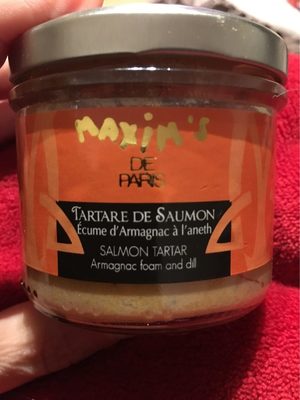 MAXIM'S
DE
PARIS
TARTARE DE SAUMON
Écume d'Armagnac à l'aneth
SALMON TARTAR
Armagnac foam and dill